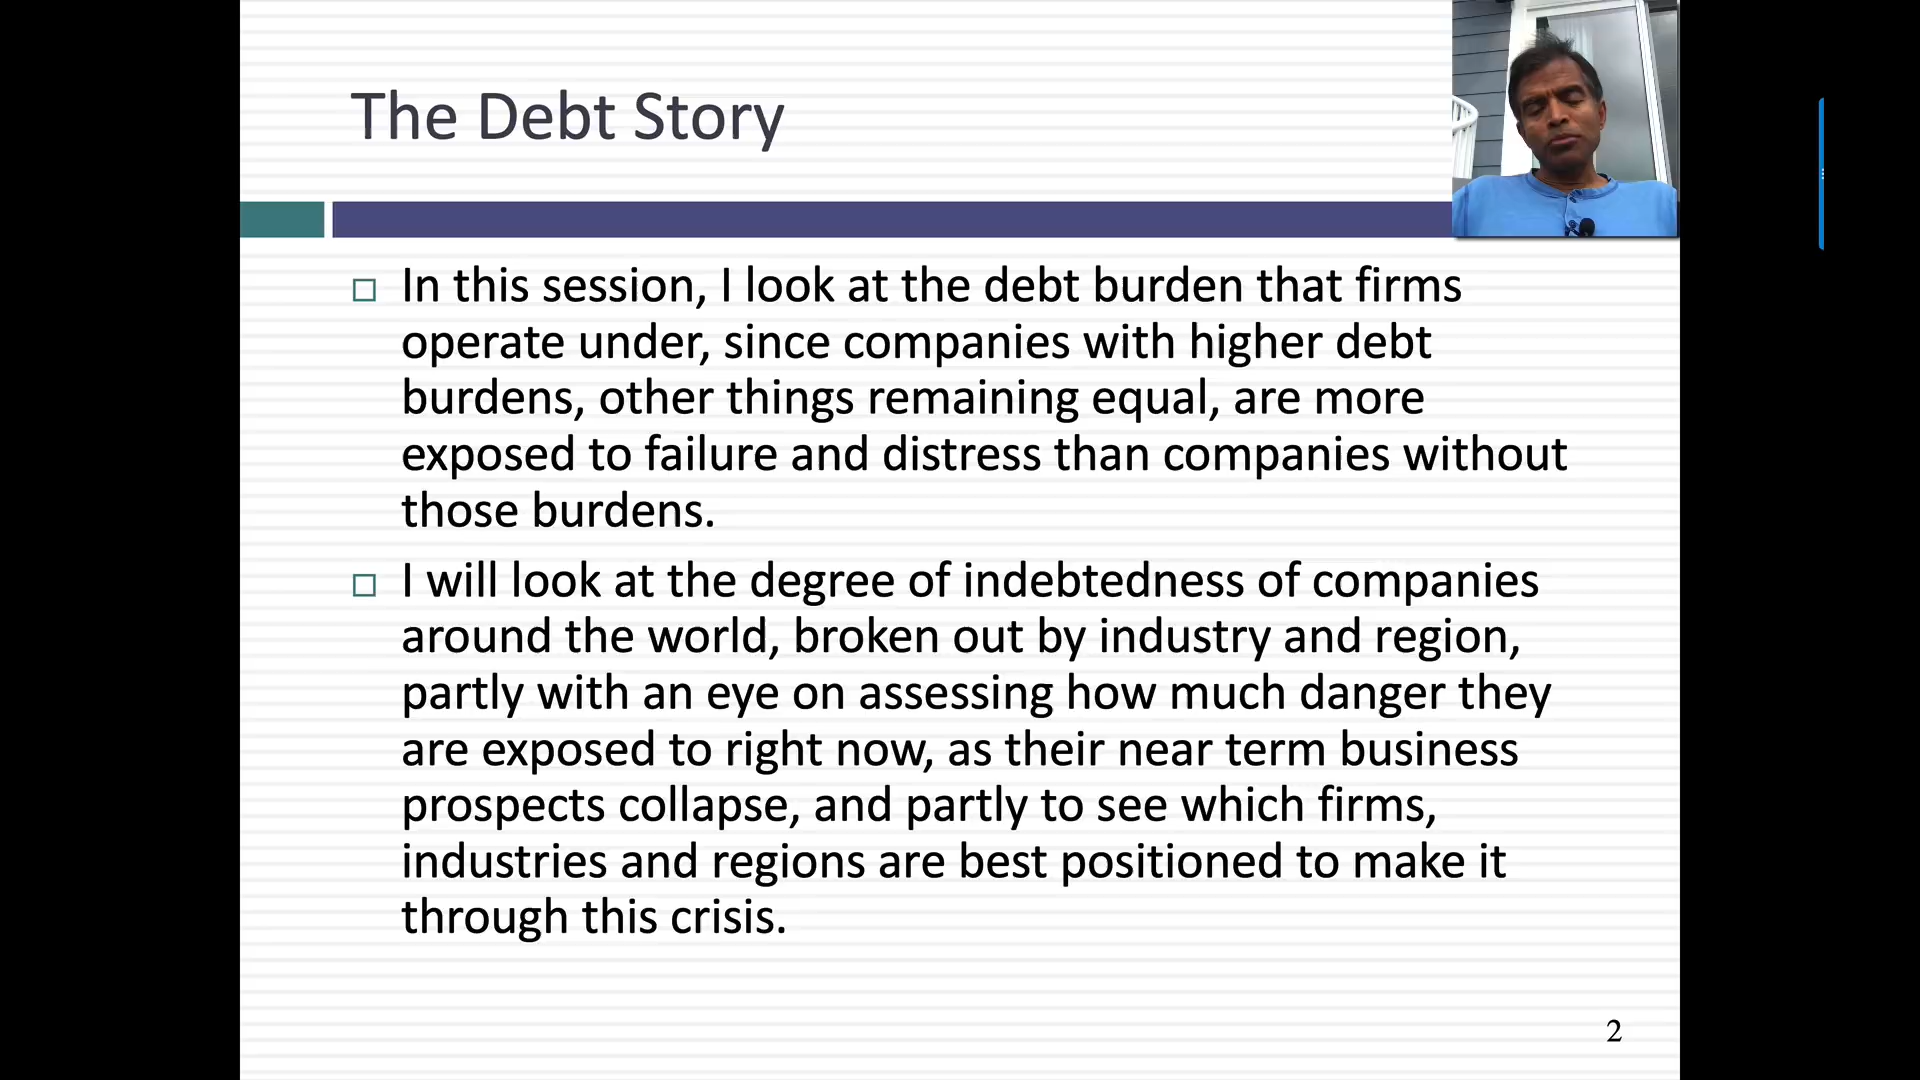 The Debt Story
In this session, I look at the debt burden that firms
operate under, since companies with higher debt
burdens, other things remaining equal, are more
exposed to failure and distress than companies without
those burdens.
I will look at the degree of indebtedness of companies
around the world, broken out by industry and region,
partly with an eye on assessing how much danger they
are exposed to right now, as their near term business
prospects collapse, and partly to see which firms,
industries and regions are best positioned to make it
through this crisis.
2